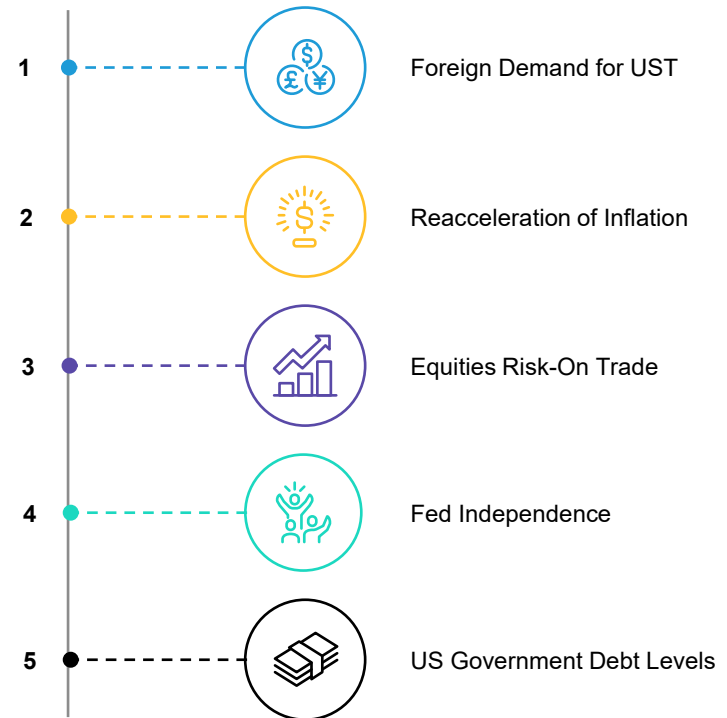 1
Foreign Demand for UST
$
£ ¥
2
Reacceleration of Inflation
$
3
Equities Risk-On Trade
4
Fed Independence
5
US Government Debt Levels